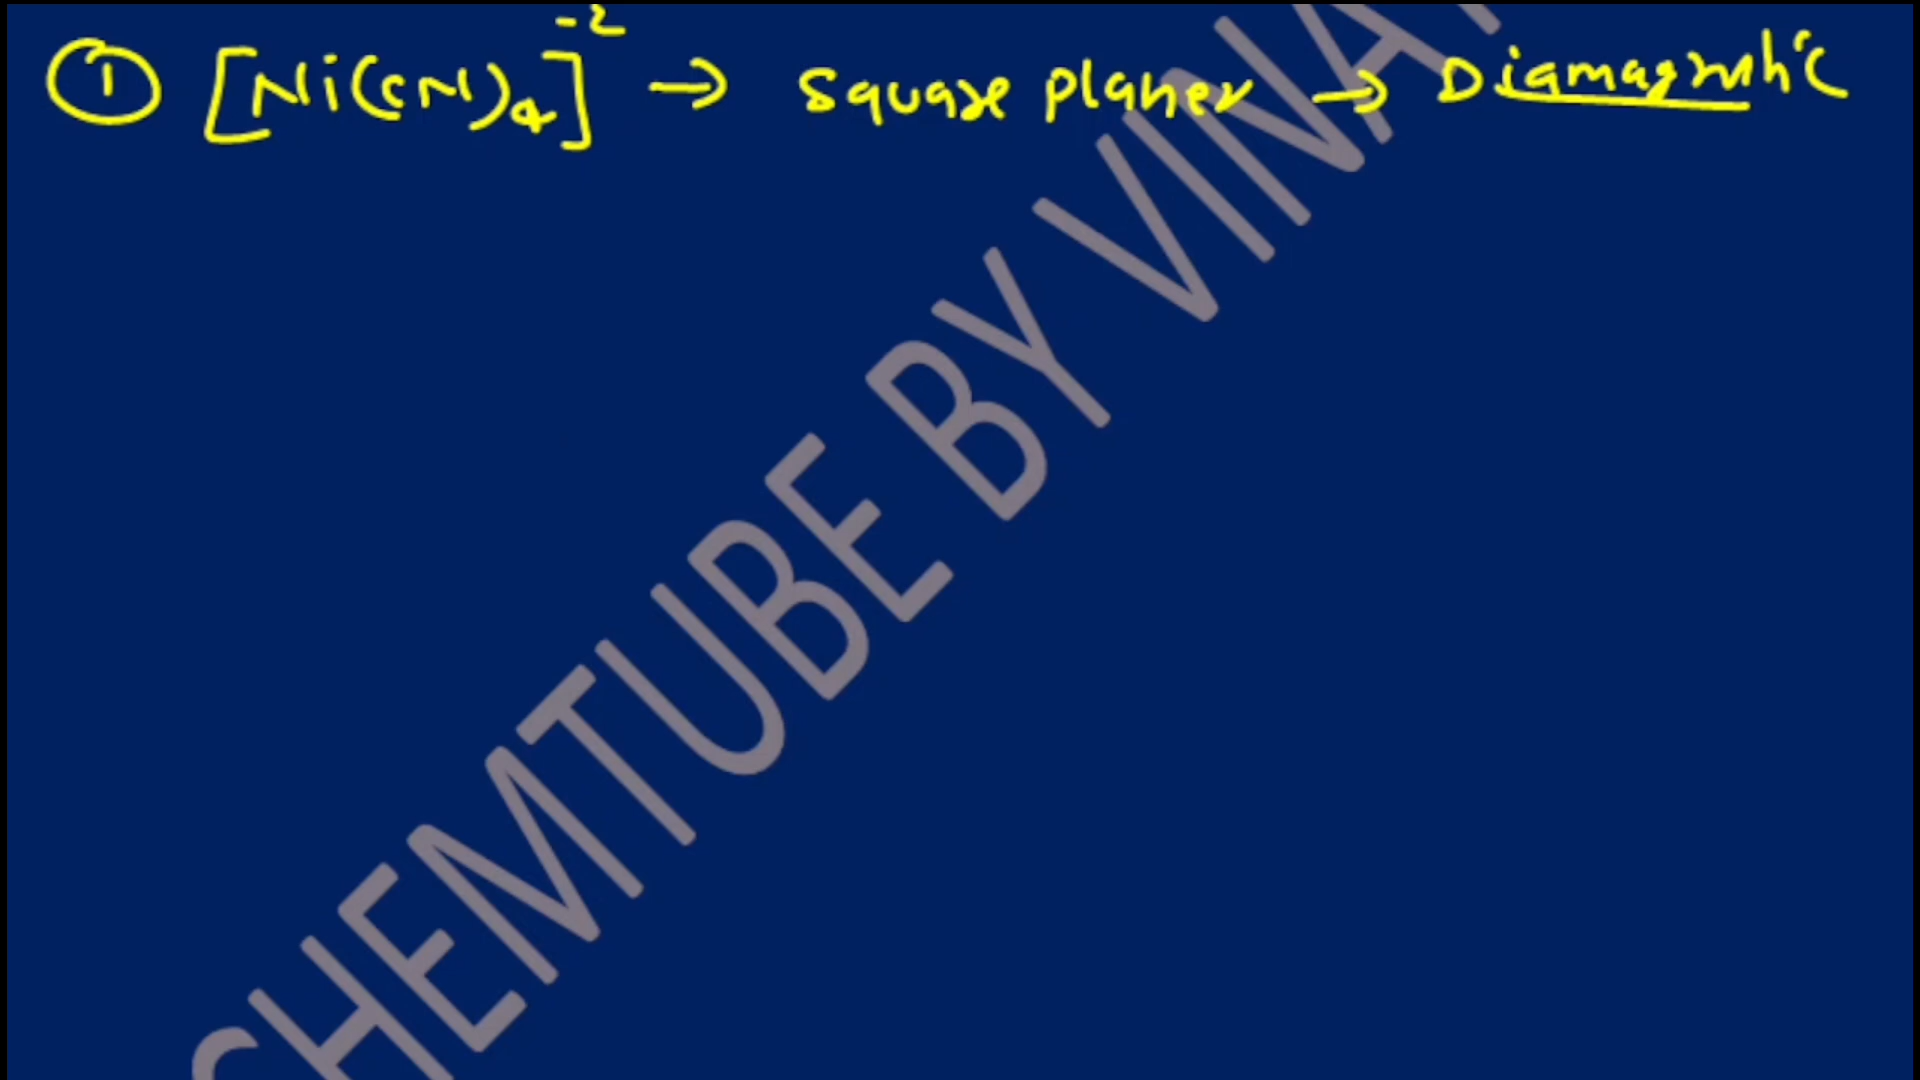 ① [Ni(CN)4]-2 → Square Planer → Diamagnetic
CHEMTUBE BY VINA